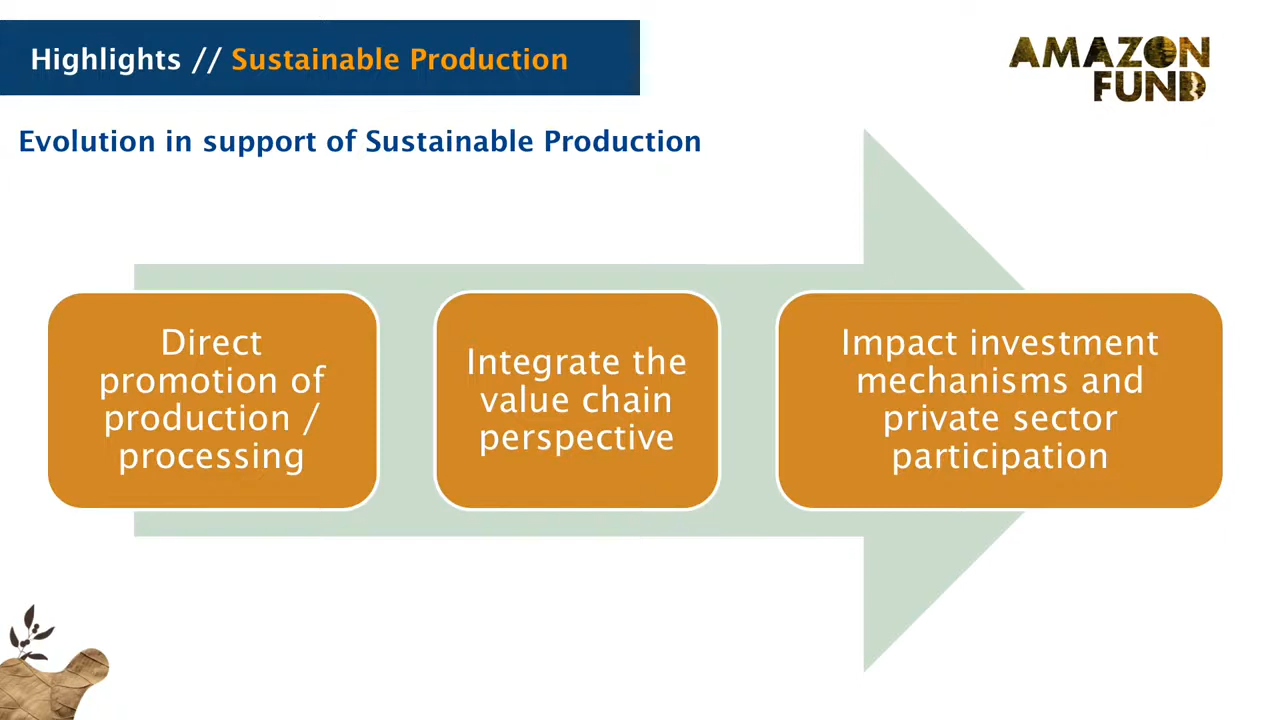 Highlights // Sustainable Production
AMAZON
FUND
Evolution in support of Sustainable Production
Direct
promotion of
production /
processing
Integrate the
value chain
perspective
Impact investment
mechanisms and
private sector
participation